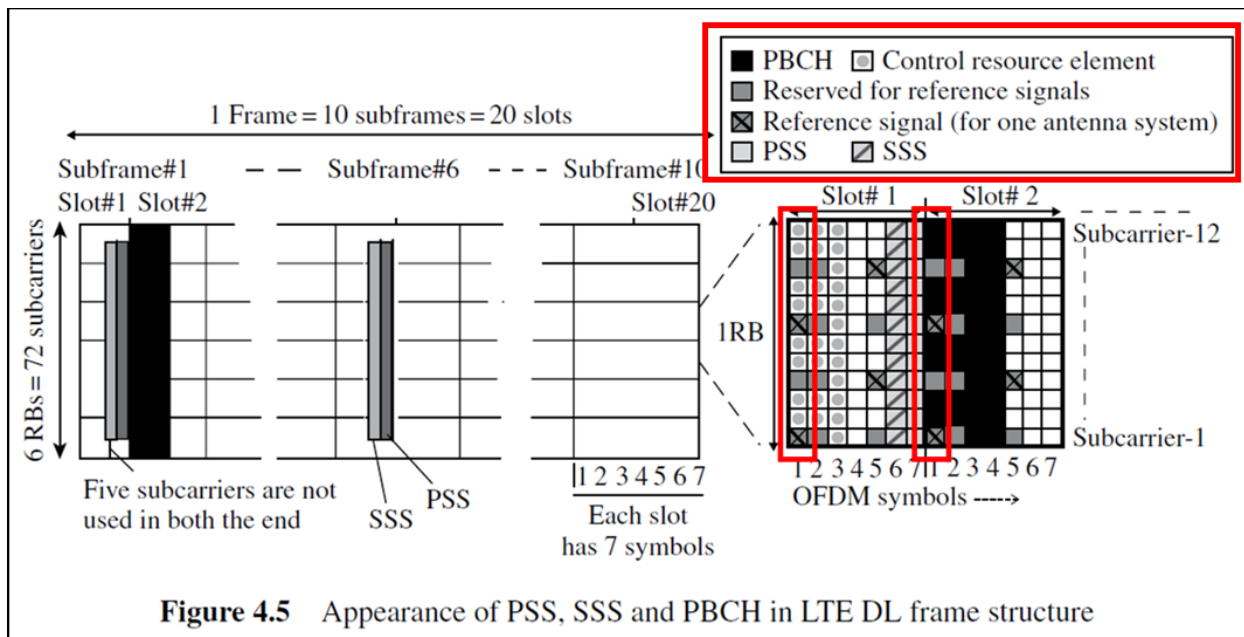 PBCH Control resource element
Reserved for reference signals
Reference signal (for one antenna system)
PSS SSS
1 Frame = 10 subframes = 20 slots
Subframe#1 Subframe#6 Subframe#10
Slot#1 Slot#2 Slot#20
Slot# 1 Slot# 2
6 RBs = 72 subcarriers
Subcarrier-12
1RB
Subcarrier-1
1 2 3 4 5 6 7
1 2 3 4 5 6 7 1 2 3 4 5 6 7
OFDM symbols
Five subcarriers are not
used in both the end
SSS
PSS
Each slot
has 7 symbols
Figure 4.5 Appearance of PSS, SSS and PBCH in LTE DL frame structure